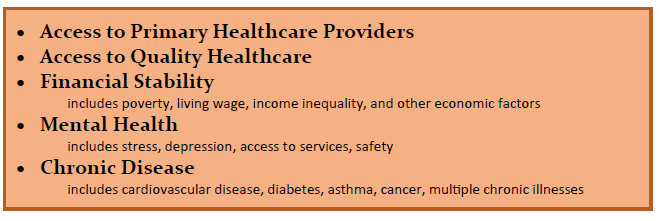 • Access to Primary Healthcare Providers
• Access to Quality Healthcare
• Financial Stability
includes poverty, living wage, income inequality, and other economic factors
• Mental Health
includes stress, depression, access to services, safety
• Chronic Disease
includes cardiovascular disease, diabetes, asthma, cancer, multiple chronic illnesses